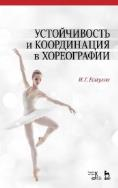 УСТОЙЧИВОСТЬ
И КООРДИНАЦИЯ
В ХОРЕОГРАФИИ